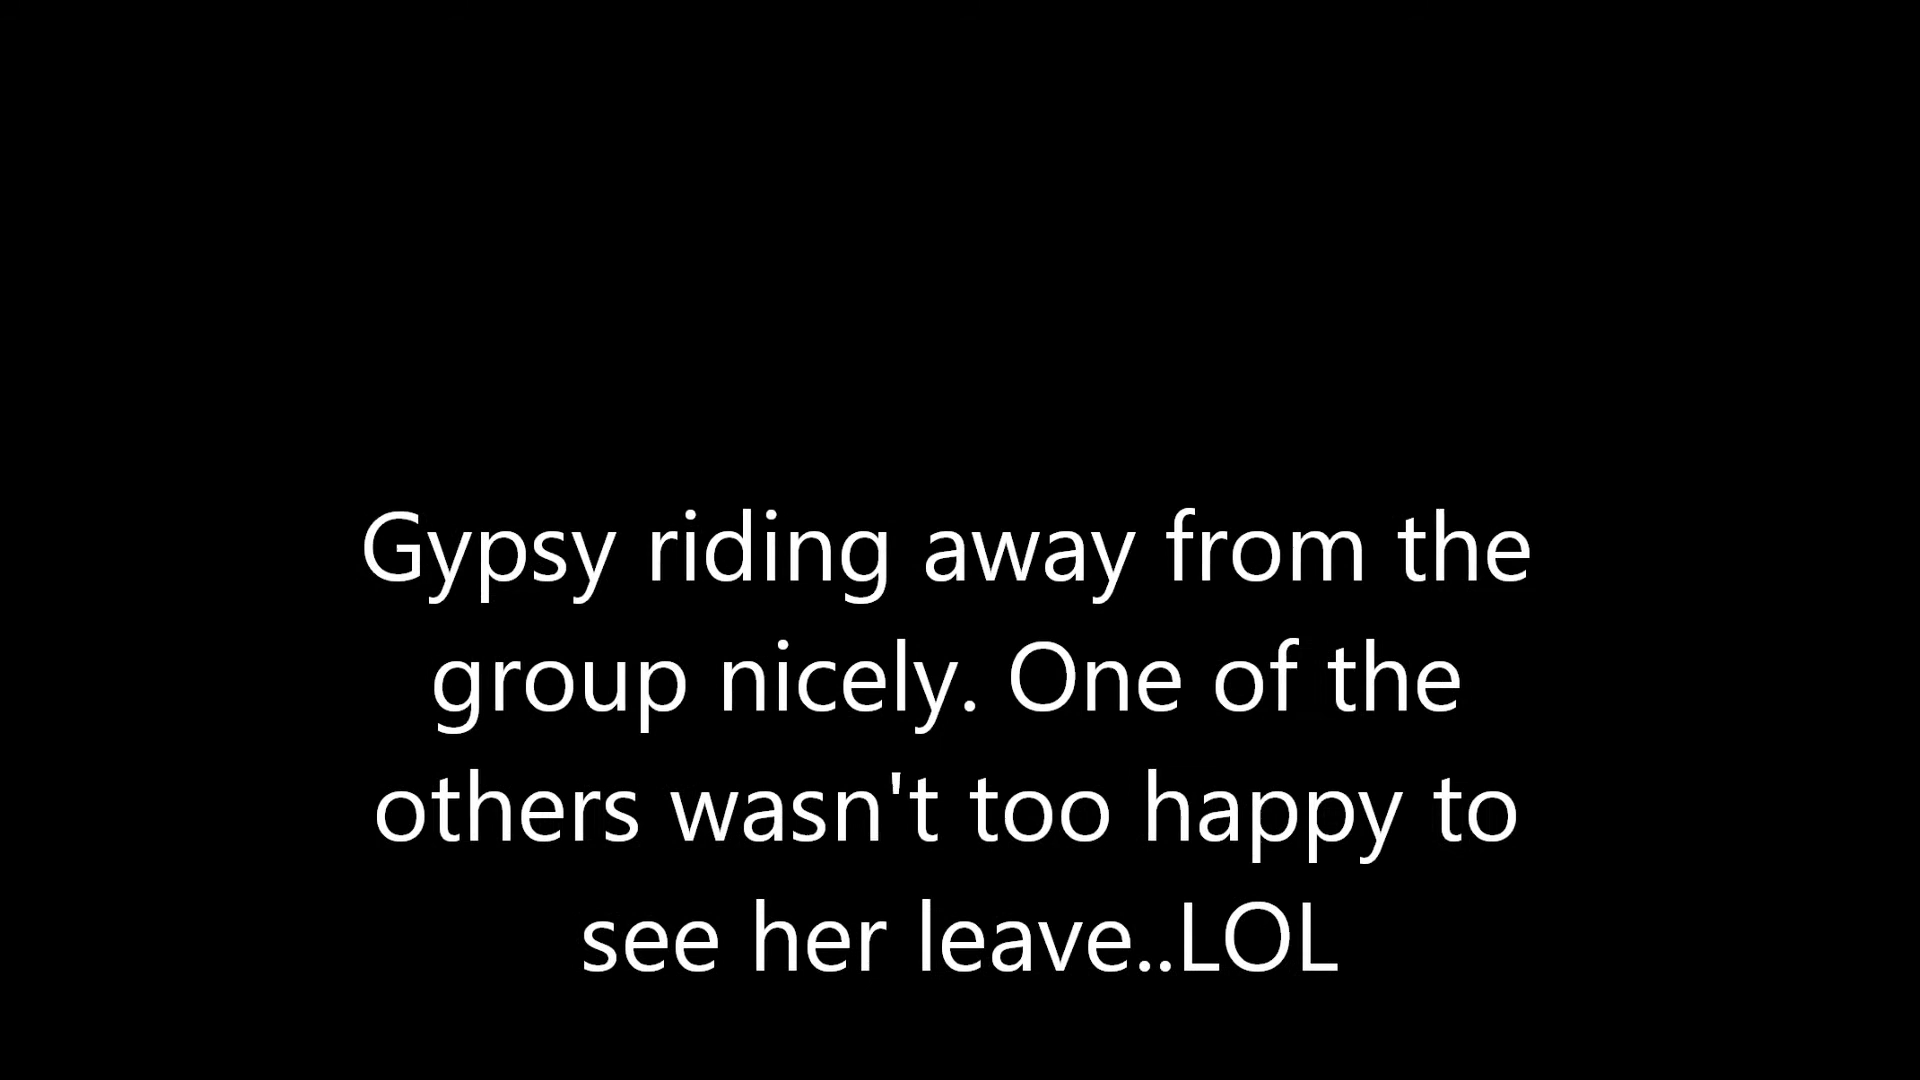 Gypsy riding away from the
group nicely. One of the
others wasn't too happy to
see her leave..LOL